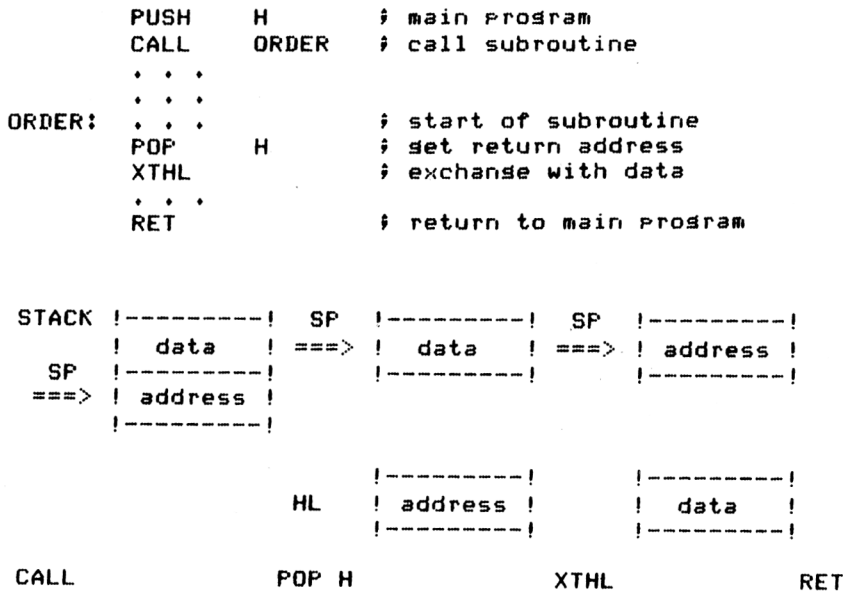 PUSH H ; main program
CALL ORDER ; call subroutine
. . .
. . .
ORDER: . . . ; start of subroutine
POP H ; get return address
XTHL ; exchange with data
. . .
RET ; return to main program
STACK !---------! SP !---------! SP !---------!
! data ! ===> ! data ! ===> ! address !
SP !---------! !---------! !---------!
===> ! address !
!---------!
!---------! !---------!
HL ! address ! ! data !
!---------! !---------!
CALL POP H XTHL RET